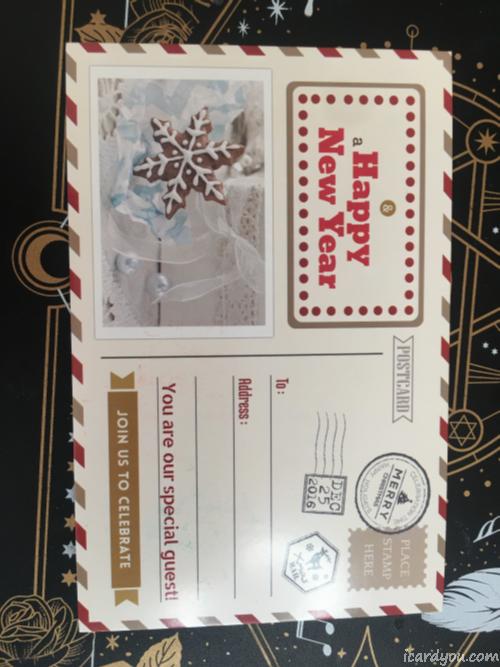 &
a Happy
New Year
POSTCARD
To :
Address :
You are our special guest!
JOIN US TO CELEBRATE
DEC
25
2016
MERRY
CHRISTMAS
PLACE
STAMP
HERE
icardyou.com